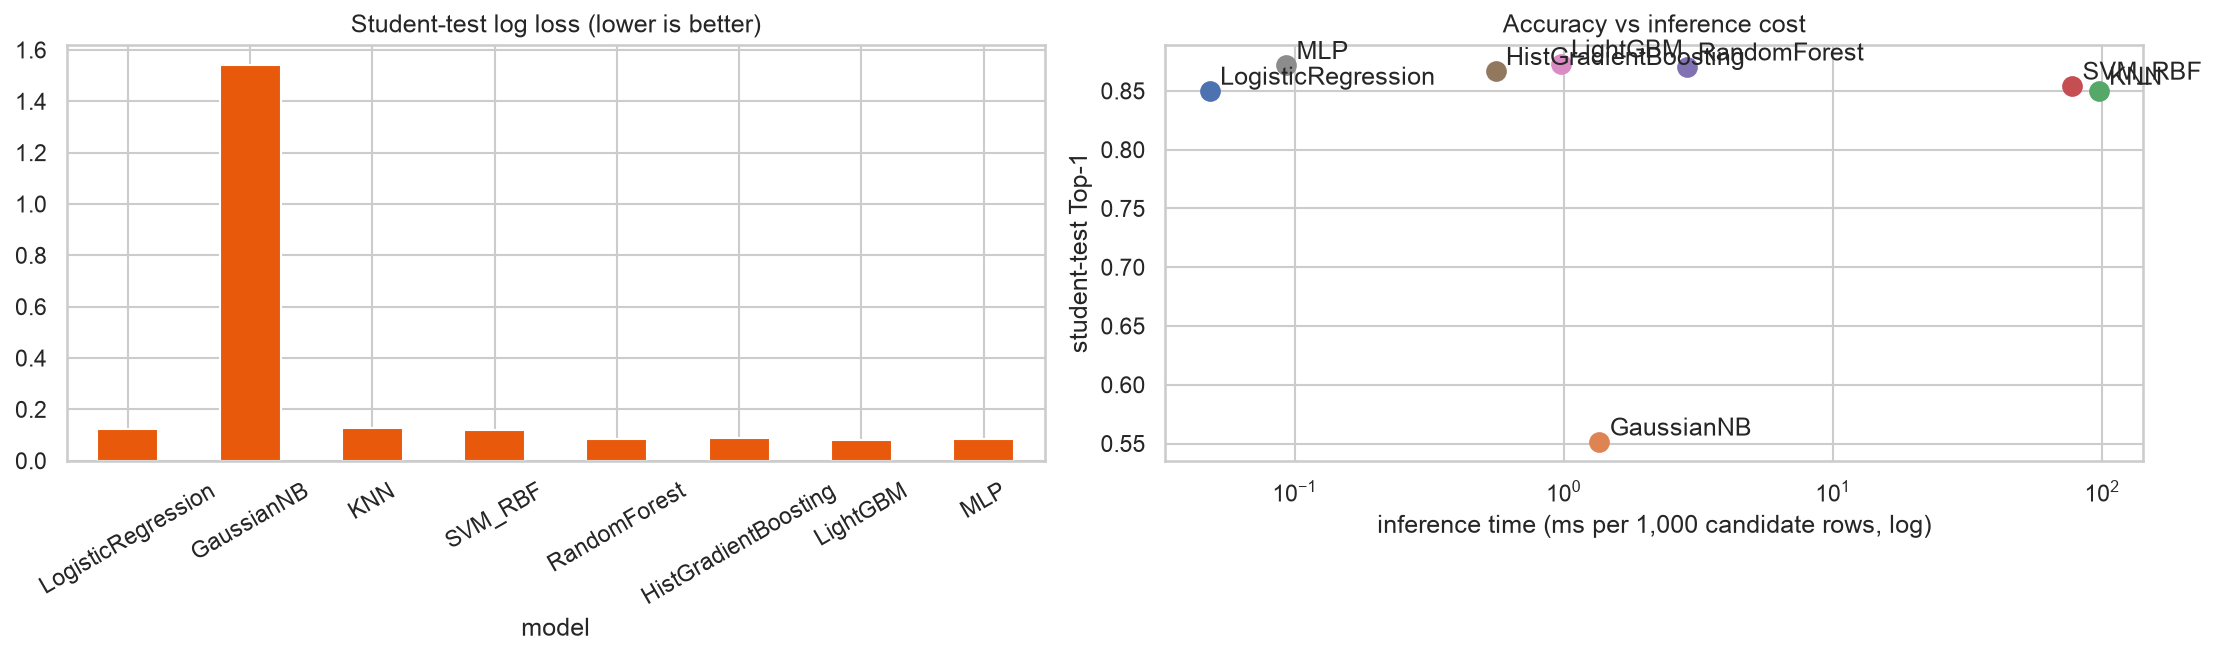 Student-test log loss (lower is better)
1.6
1.4
1.2
1.0
0.8
0.6
0.4
0.2
0.0
LogisticRegression
GaussianNB
KNN
SVM_RBF
RandomForest
HistGradientBoosting
LightGBM
MLP
model
Accuracy vs inference cost
student-test Top-1
0.85
0.80
0.75
0.70
0.65
0.60
0.55
MLP
LogisticRegression
HistGradientBoosting
LightGBM
RandomForest
SVM_RBF
KNN
GaussianNB
10⁻¹
10⁰
10¹
10²
inference time (ms per 1,000 candidate rows, log)